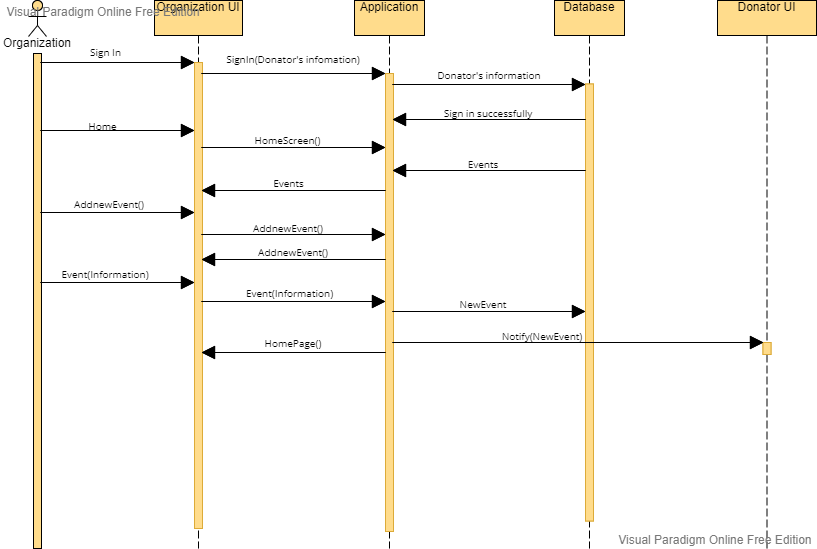 Visual Paradigm Online Free Edition
Organization UI
Application
Database
Donator UI
Organization
Sign In
SignIn(Donator's infomation)
Donator's information
Sign in successfully
Home
HomeScreen()
Events
Events
AddnewEvent()
AddnewEvent()
AddnewEvent()
Event(Information)
Event(Information)
NewEvent
Notify(NewEvent)
HomePage()
Visual Paradigm Online Free Edition